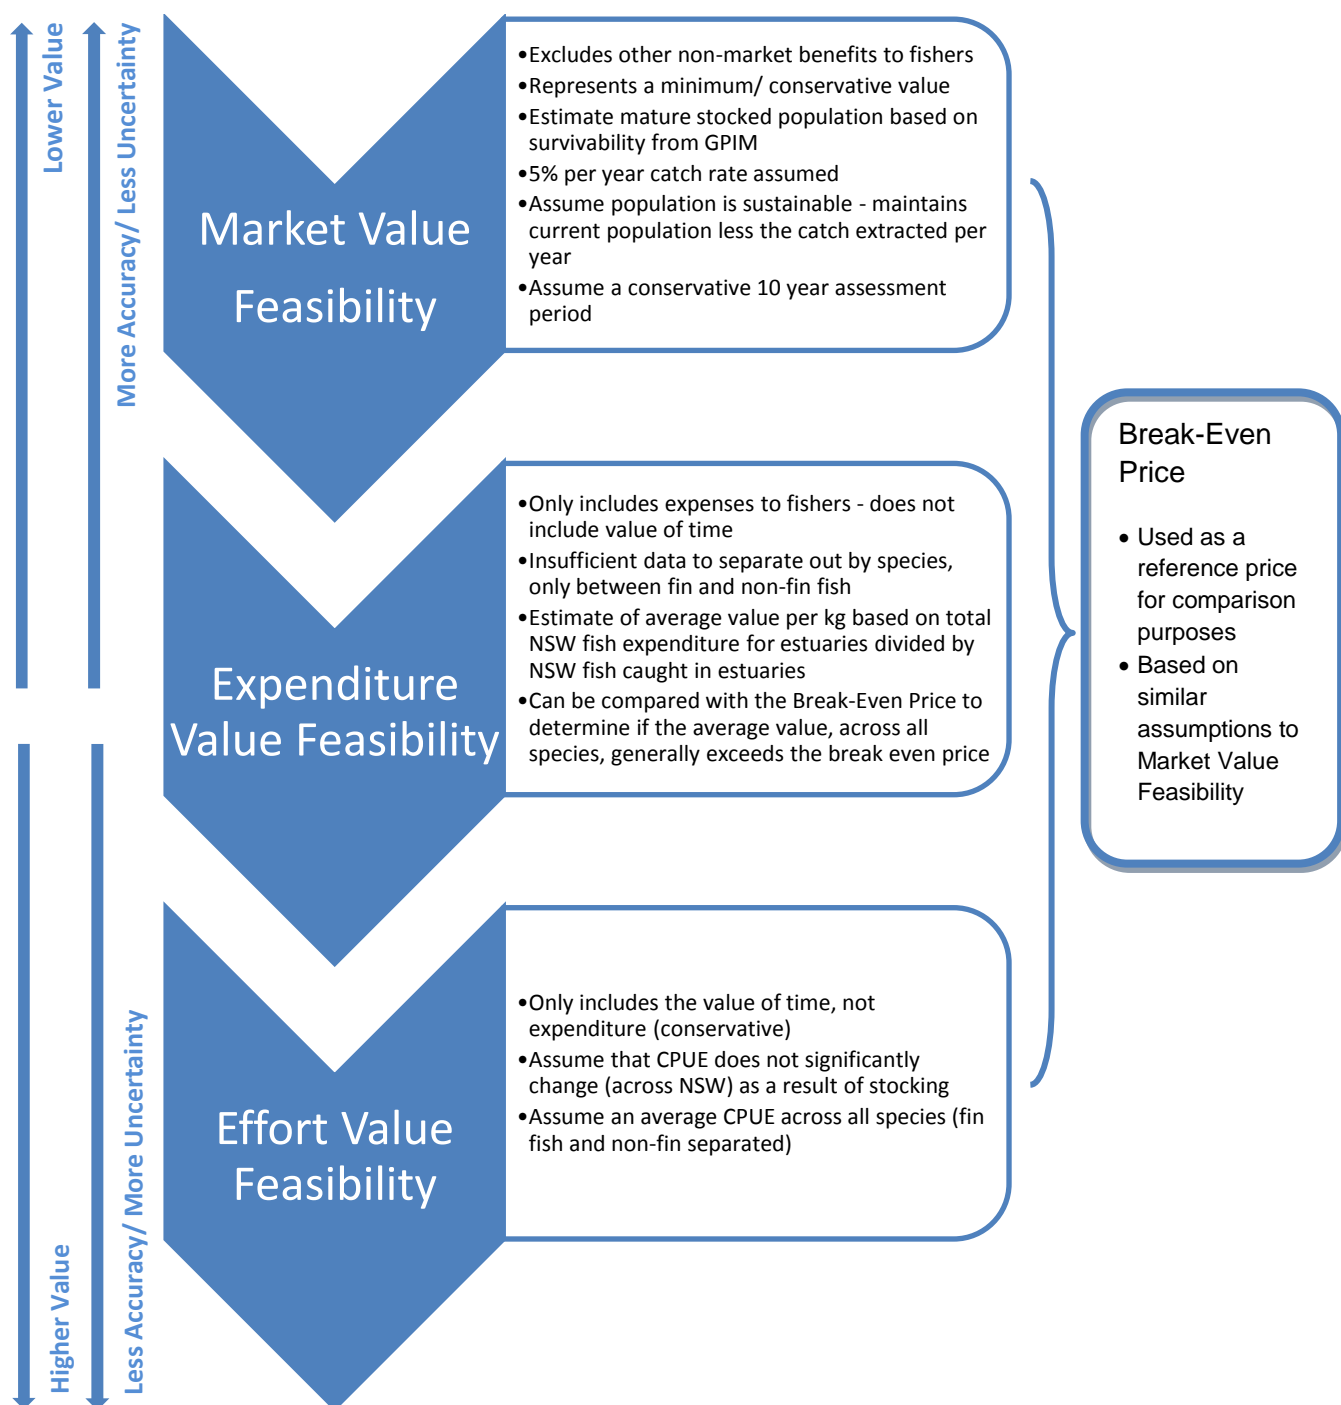 Lower Value
More Accuracy/ Less Uncertainty
Market Value
Feasibility
•Excludes other non-market benefits to fishers
•Represents a minimum/ conservative value
•Estimate mature stocked population based on
survivability from GPIM
•5% per year catch rate assumed
•Assume population is sustainable - maintains
current population less the catch extracted per
year
•Assume a conservative 10 year assessment
period
Expenditure
Value Feasibility
•Only includes expenses to fishers - does not
include value of time
•Insufficient data to separate out by species,
only between fin and non-fin fish
•Estimate of average value per kg based on total
NSW fish expenditure for estuaries divided by
NSW fish caught in estuaries
•Can be compared with the Break-Even Price to
determine if the average value, across all
species, generally exceeds the break even price
Higher Value
Less Accuracy/ More Uncertainty
Effort Value
Feasibility
•Only includes the value of time, not
expenditure (conservative)
•Assume that CPUE does not significantly
change (across NSW) as a result of stocking
•Assume an average CPUE across all species (fin
fish and non-fin separated)
Break-Even
Price
• Used as a
reference price
for comparison
purposes
• Based on
similar
assumptions to
Market Value
Feasibility